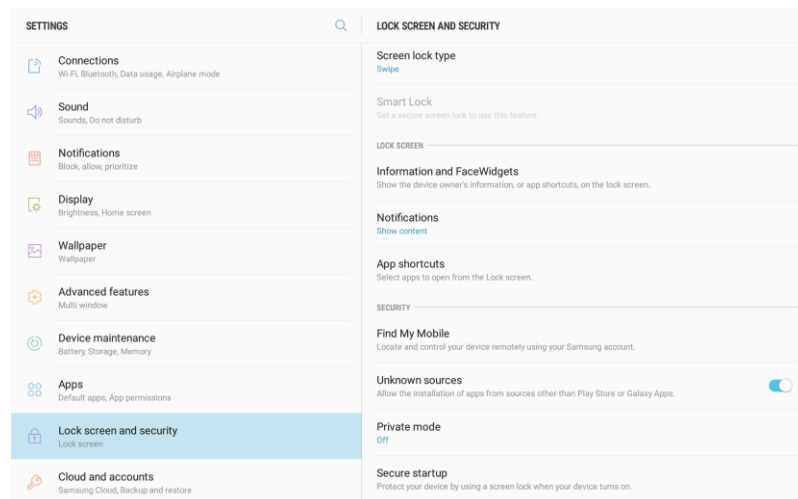 SETTINGS
Connections
Wi-Fi, Bluetooth, Data usage, Airplane mode
Sound
Sounds, Do not disturb
Notifications
Block, allow, prioritize
Display
Brightness, Home screen
Wallpaper
Wallpaper
Advanced features
Multi window
Device maintenance
Battery, Storage, Memory
Apps
Default apps, App permissions
Lock screen and security
Lock screen
Cloud and accounts
Samsung Cloud, Backup and restore
LOCK SCREEN AND SECURITY
Screen lock type
Swipe
Smart Lock
Set a secure screen lock to use this feature.
LOCK SCREEN
Information and FaceWidgets
Show the device owner's information, or app shortcuts, on the lock screen.
Notifications
Show content
App shortcuts
Select apps to open from the Lock screen.
SECURITY
Find My Mobile
Locate and control your device remotely using your Samsung account.
Unknown sources
Allow the installation of apps from sources other than Play Store or Galaxy Apps.
Private mode
Off
Secure startup
Protect your device by using a screen lock when your device turns on.